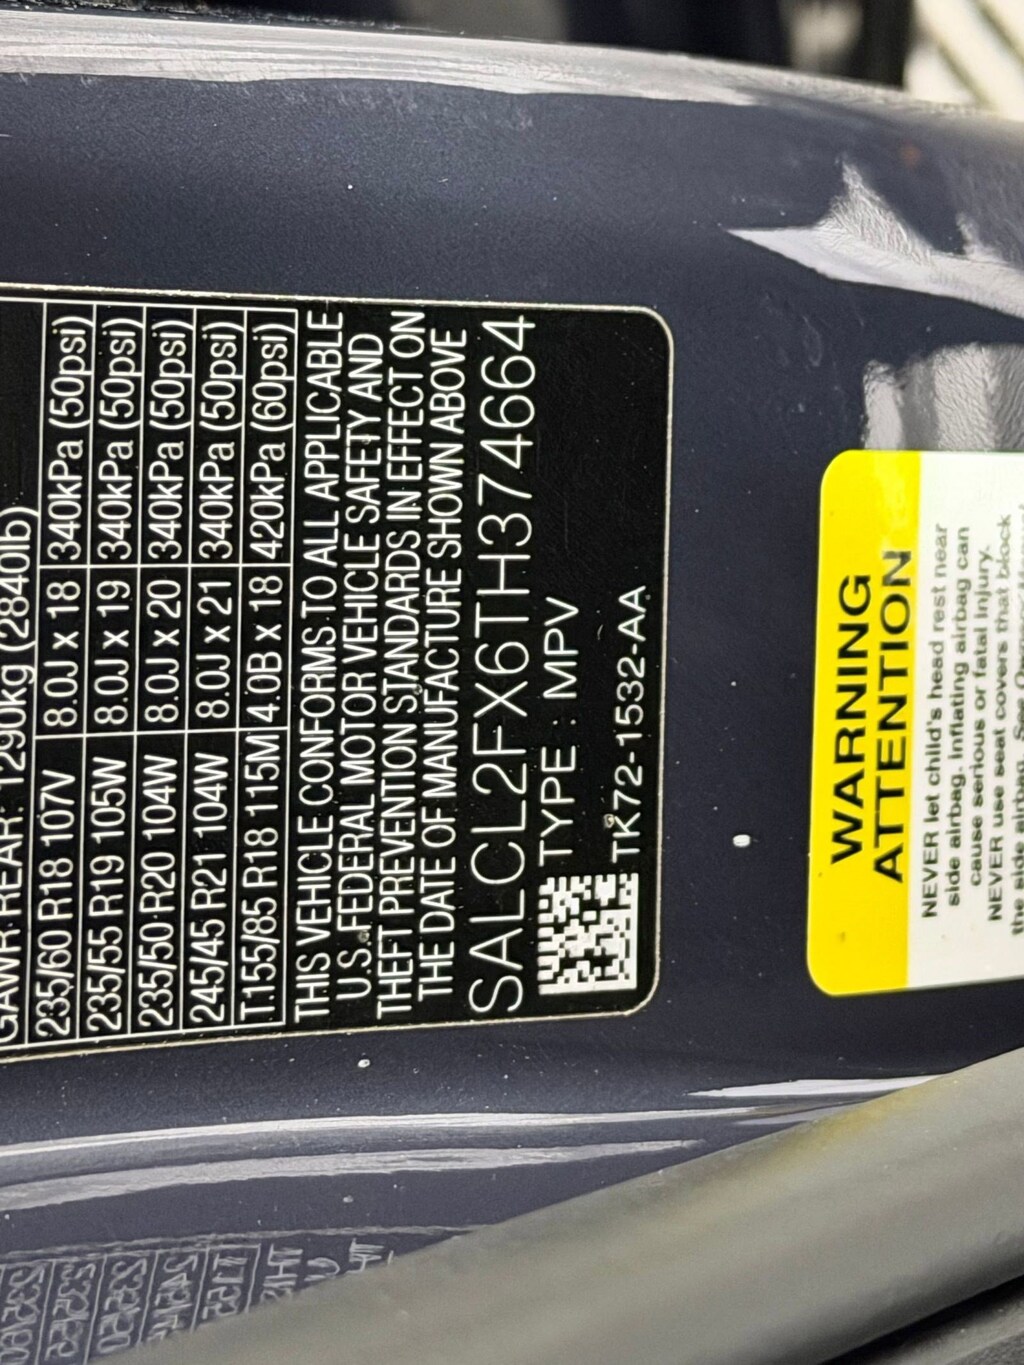 GAWR REAR: 1290kg (2840lb)
235/60 R18 107V 8.0J x 18 340kPa (50psi)
235/55 R19 105W 8.0J x 19 340kPa (50psi)
235/50 R20 104W 8.0J x 20 340kPa (50psi)
245/45 R21 104W 8.0J x 21 340kPa (50psi)
T155/85 R18 115M 4.0B x 18 420kPa (60psi)
THIS VEHICLE CONFORMS TO ALL APPLICABLE
U.S.FEDERAL MOTOR VEHICLE SAFETY AND
THEFT PREVENTION STANDARDS IN EFFECT ON
THE DATE OF MANUFACTURE SHOWN ABOVE
SALCL2FX6TH374664
TYPE : MPV
TK72-1532-AA
WARNING
ATTENTION
NEVER let child's head rest near
side airbag. Inflating airbag can
cause serious or fatal injury.
NEVER use seat covers that block
the side airbag. See